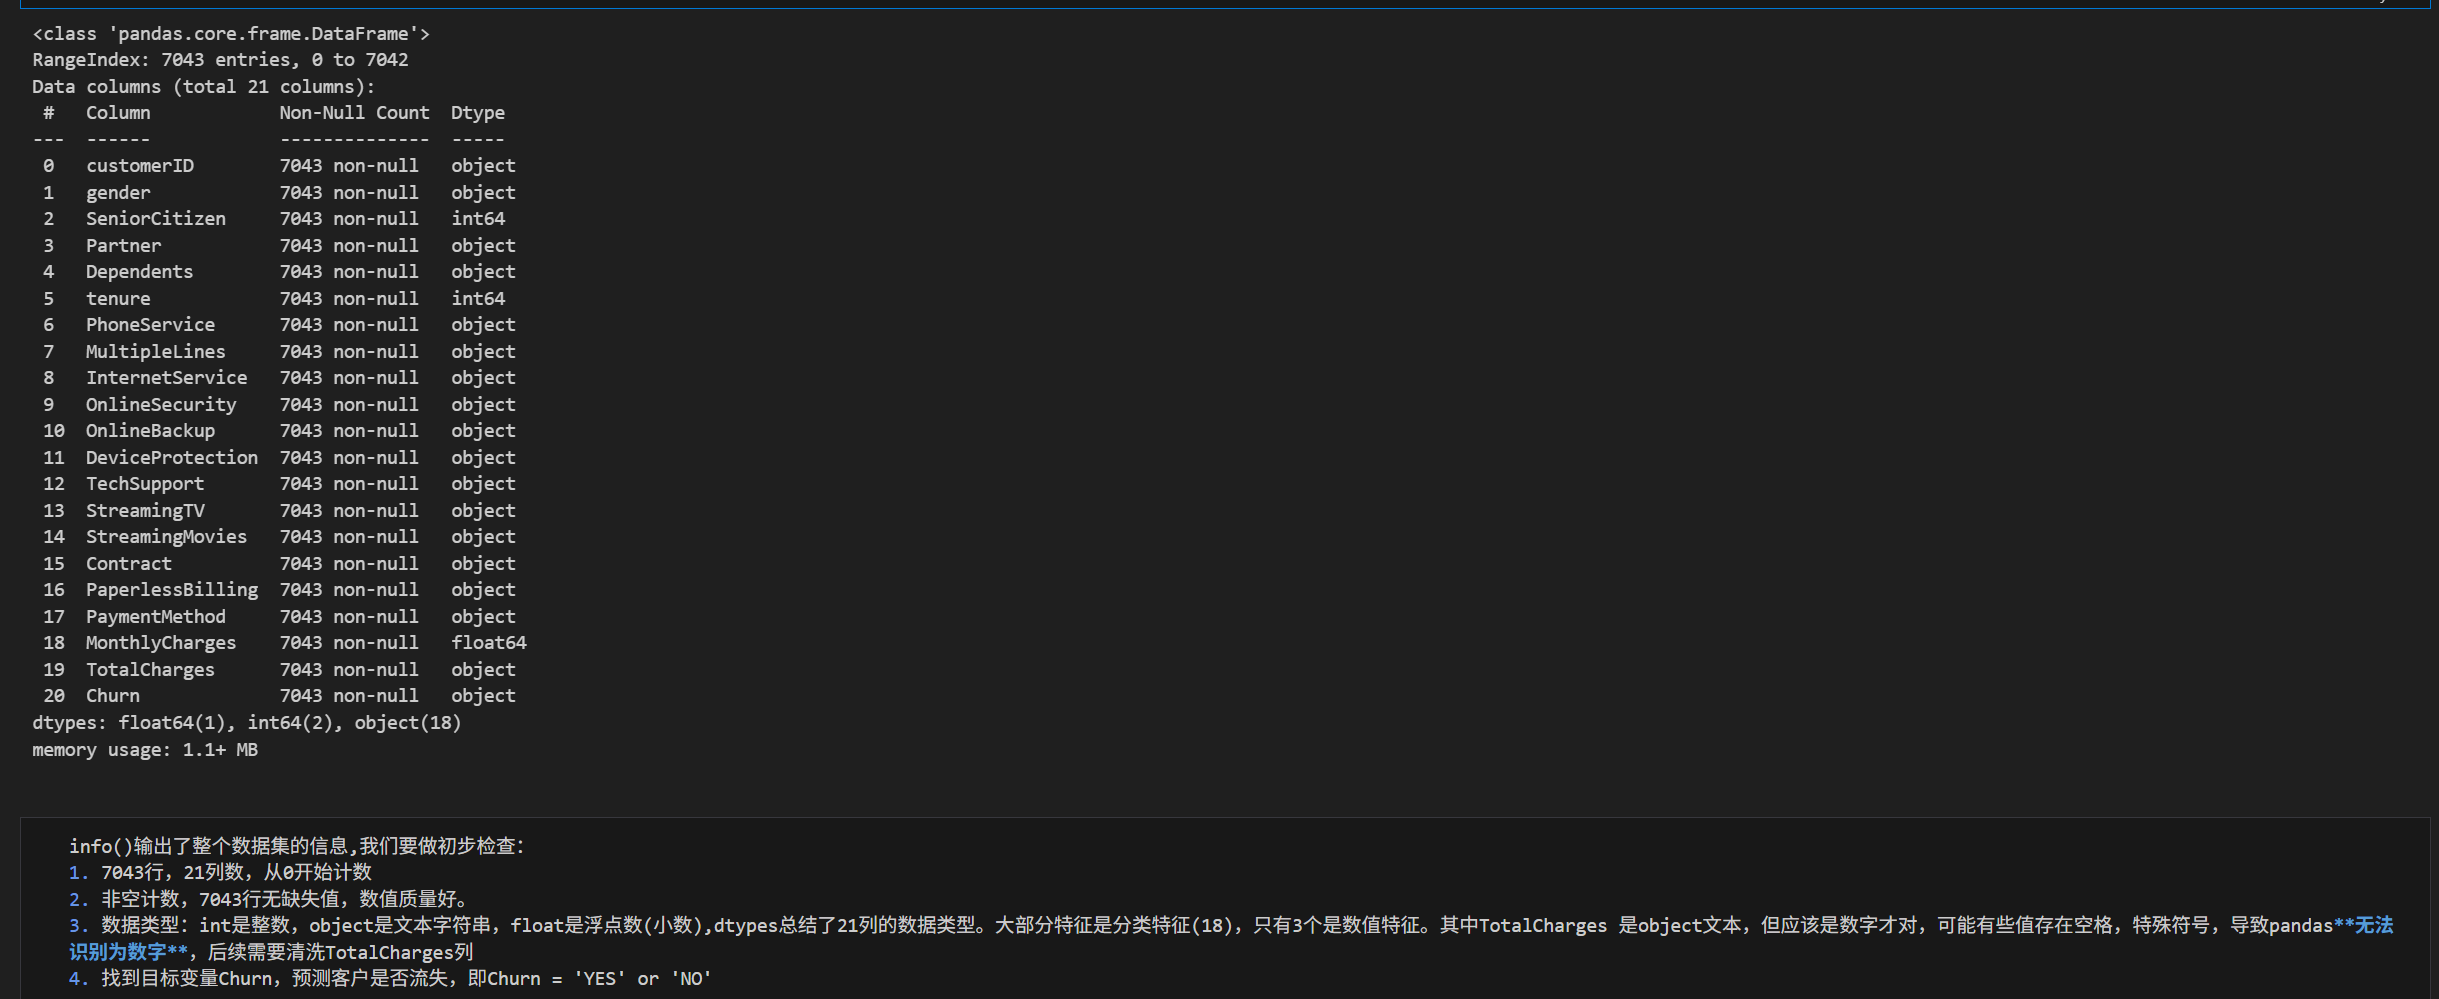 <class 'pandas.core.frame.DataFrame'>
RangeIndex: 7043 entries, 0 to 7042
Data columns (total 21 columns):
 #   Column            Non-Null Count  Dtype
---  ------            --------------  -----
 0   customerID        7043 non-null   object
 1   gender            7043 non-null   object
 2   SeniorCitizen     7043 non-null   int64
 3   Partner           7043 non-null   object
 4   Dependents        7043 non-null   object
 5   tenure            7043 non-null   int64
 6   PhoneService      7043 non-null   object
 7   MultipleLines     7043 non-null   object
 8   InternetService   7043 non-null   object
 9   OnlineSecurity    7043 non-null   object
 10  OnlineBackup      7043 non-null   object
 11  DeviceProtection  7043 non-null   object
 12  TechSupport       7043 non-null   object
 13  StreamingTV       7043 non-null   object
 14  StreamingMovies   7043 non-null   object
 15  Contract          7043 non-null   object
 16  PaperlessBilling  7043 non-null   object
 17  PaymentMethod     7043 non-null   object
 18  MonthlyCharges    7043 non-null   float64
 19  TotalCharges      7043 non-null   object
 20  Churn             7043 non-null   object
dtypes: float64(1), int64(2), object(18)
memory usage: 1.1+ MB
info()输出了整个数据集的信息,我们要做初步检查：
1. 7043行，21列数，从0开始计数
2. 非空计数，7043行无缺失值，数值质量好。
3. 数据类型：int是整数，object是文本字符串，float是浮点数(小数),dtypes总结了21列的数据类型。大部分特征是分类特征(18)，只有3个是数值特征。其中TotalCharges 是object文本，但应该是数字才对，可能有些值存在空格，特殊符号，导致pandas**无法
识别为数字**，后续需要清洗TotalCharges列
4. 找到目标变量Churn，预测客户是否流失，即Churn = 'YES' or 'NO'